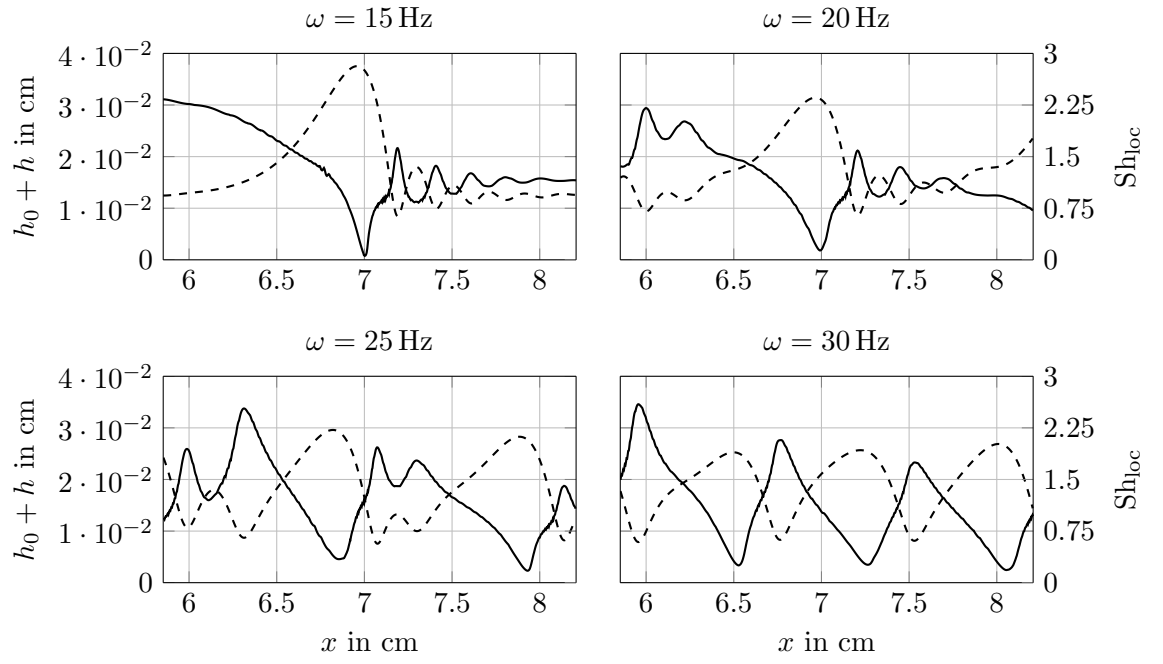 ω = 15 Hz
ω = 20 Hz
4 · 10⁻²
3 · 10⁻²
2 · 10⁻²
1 · 10⁻²
0
h₀ + h in cm
6 6.5 7 7.5 8
3
2.25
1.5
0.75
0
Sh_loc
6 6.5 7 7.5 8
ω = 25 Hz
ω = 30 Hz
4 · 10⁻²
3 · 10⁻²
2 · 10⁻²
1 · 10⁻²
0
h₀ + h in cm
6 6.5 7 7.5 8
x in cm
3
2.25
1.5
0.75
0
Sh_loc
6 6.5 7 7.5 8
x in cm